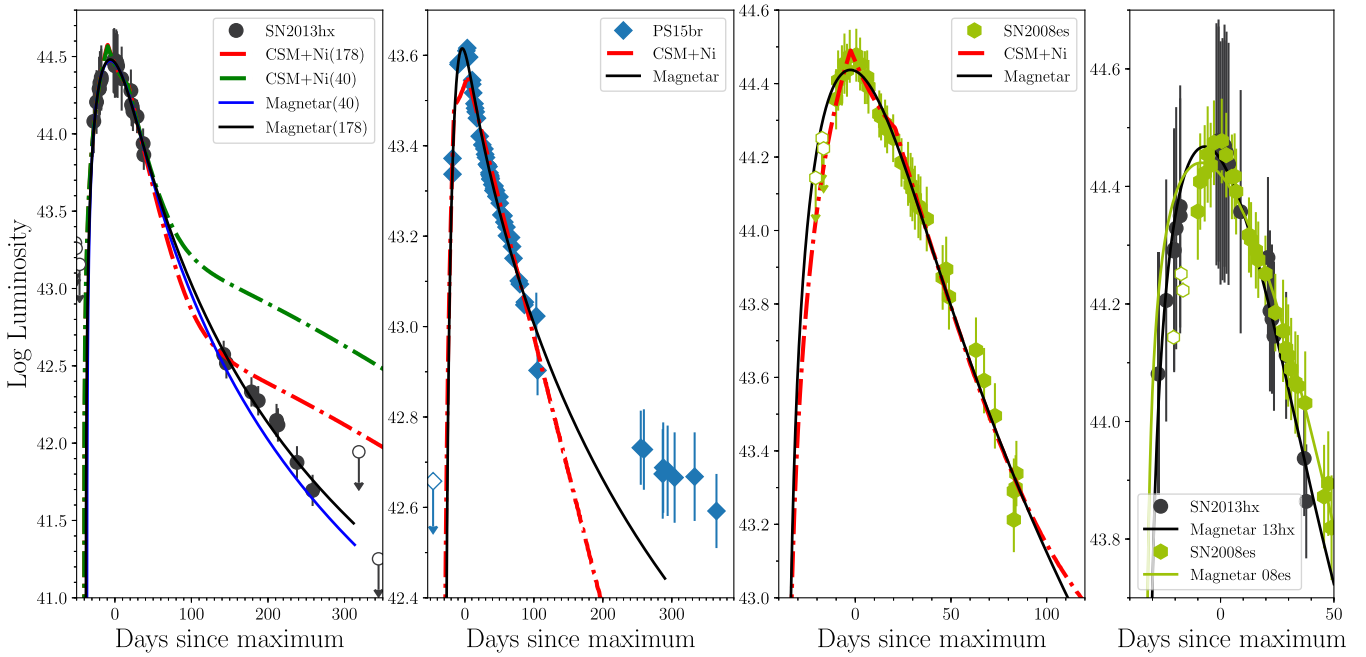 Log Luminosity
44.5
44.0
43.5
43.0
42.5
42.0
41.5
41.0
0
100
200
300
Days since maximum
SN2013hx
CSM+Ni(178)
CSM+Ni(40)
Magnetar(40)
Magnetar(178)
43.6
43.4
43.2
43.0
42.8
42.6
42.4
0
100
200
300
Days since maximum
PS15br
CSM+Ni
Magnetar
44.6
44.4
44.2
44.0
43.8
43.6
43.4
43.2
43.0
0
50
100
Days since maximum
SN2008es
CSM+Ni
Magnetar
44.6
44.4
44.2
44.0
43.8
0
50
Days since maximum
SN2013hx
Magnetar 13hx
SN2008es
Magnetar 08es